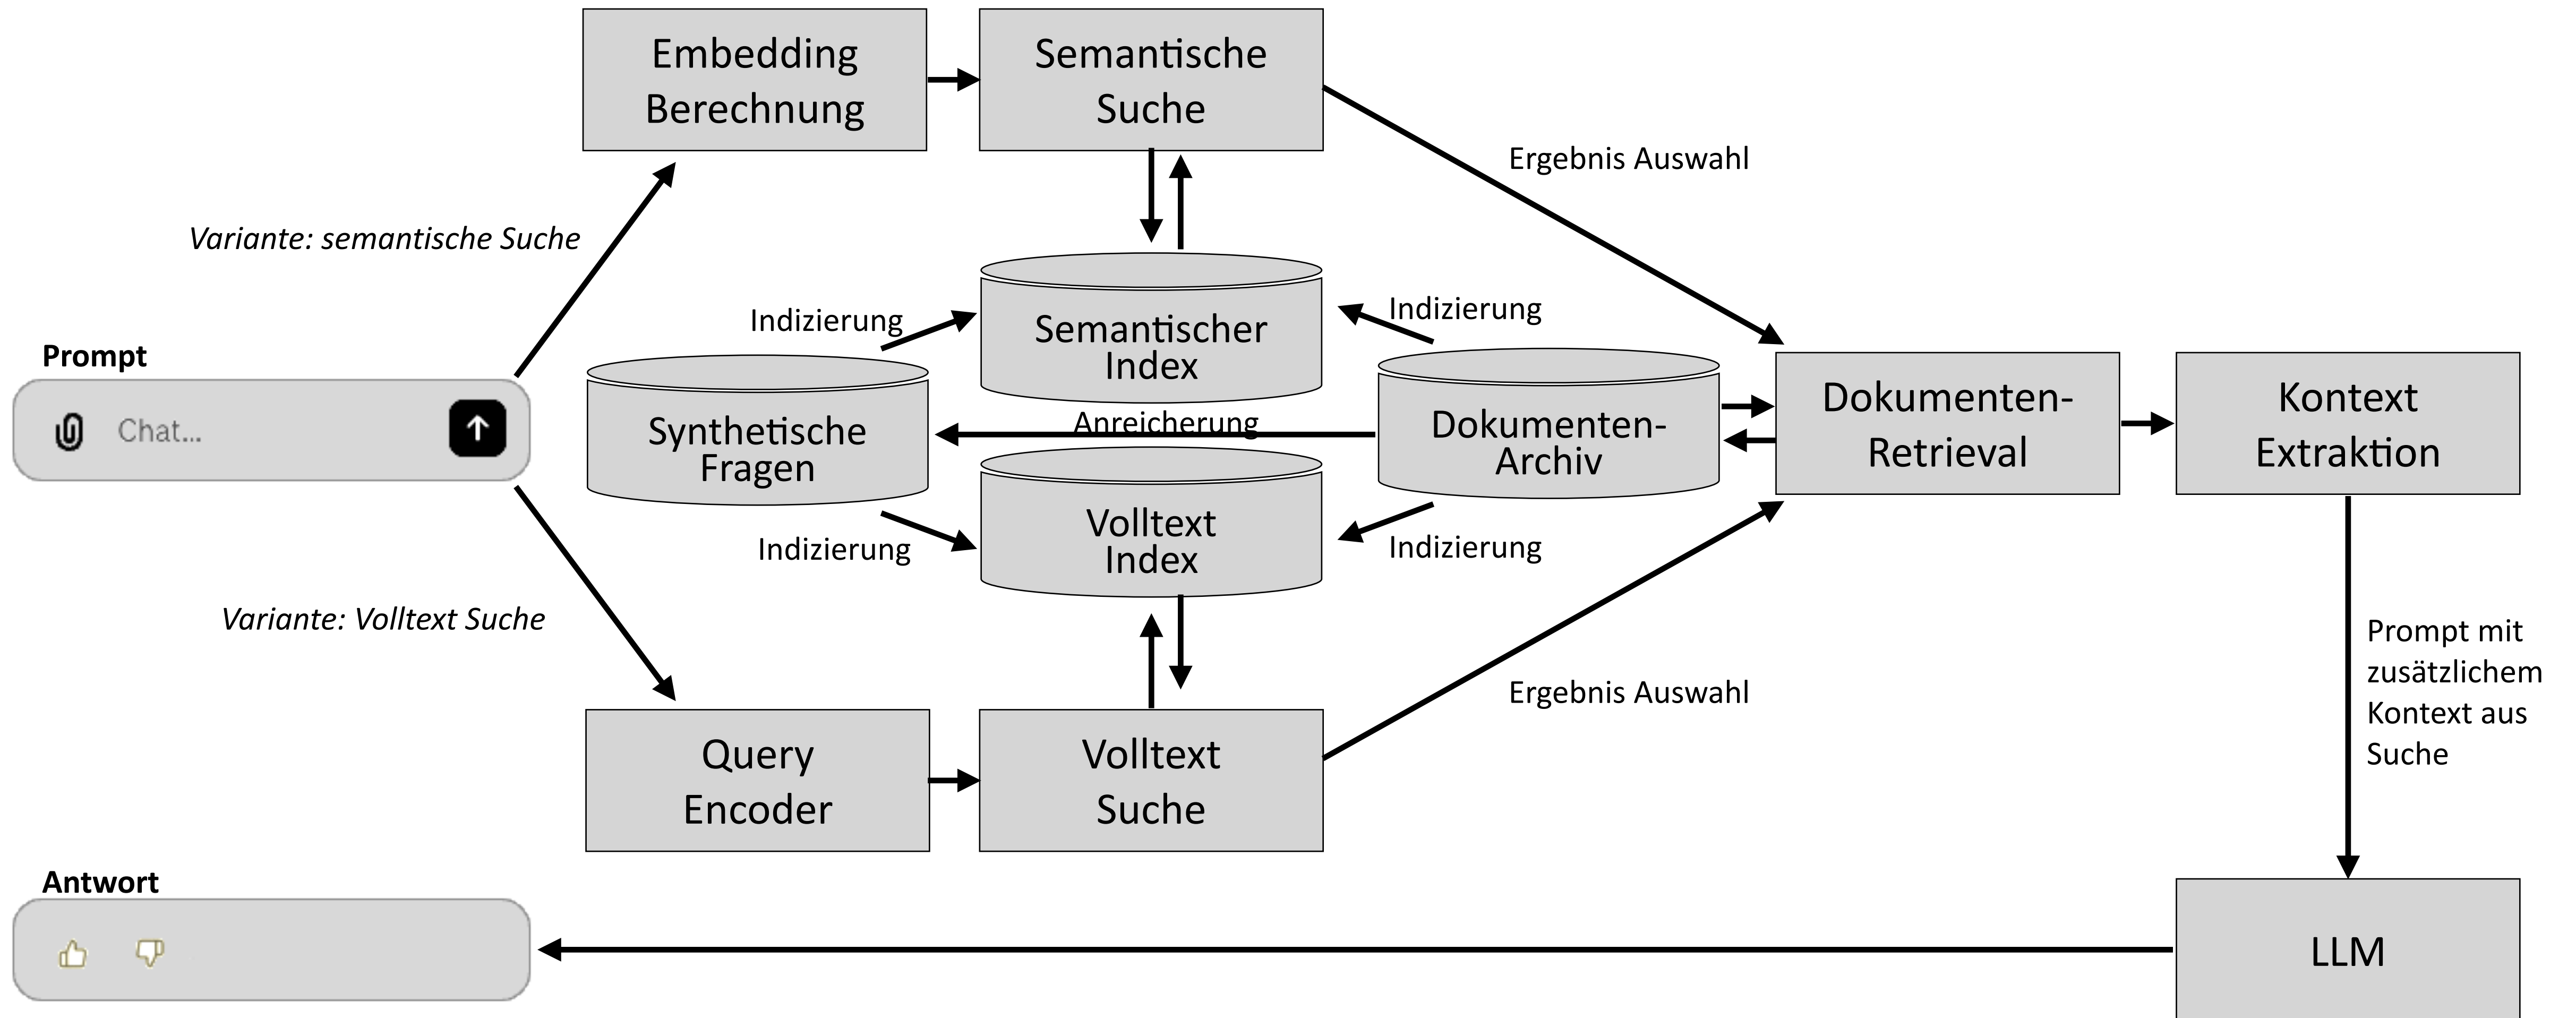 Embedding
Berechnung
Semantische
Suche
Ergebnis Auswahl
Variante: semantische Suche
Indizierung
Indizierung
Semantischer
Index
Prompt
Chat...
Synthetische
Fragen
Anreicherung
Dokumenten-
Archiv
Dokumenten-
Retrieval
Kontext
Extraktion
Volltext
Index
Indizierung
Indizierung
Variante: Volltext Suche
Prompt mit
zusätzlichem
Kontext aus
Suche
Ergebnis Auswahl
Query
Encoder
Volltext
Suche
Antwort
LLM